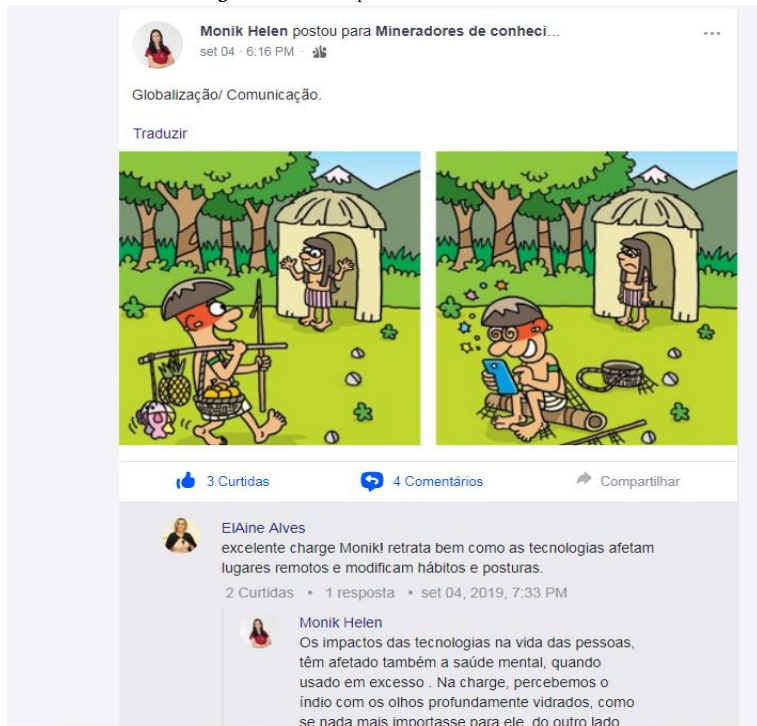 Monik Helen postou para Mineradores de conheci...
set 04 · 6:16 PM ·
Globalização/ Comunicação.
Traduzir
3 Curtidas
4 Comentários
Compartilhar
ElAine Alves
excelente charge Monik! retrata bem como as tecnologias afetam
lugares remotos e modificam hábitos e posturas.
2 Curtidas • 1 resposta • set 04, 2019, 7:33 PM
Monik Helen
Os impactos das tecnologias na vida das pessoas,
têm afetado também a saúde mental, quando
usado em excesso . Na charge, percebemos o
índio com os olhos profundamente vidrados, como
se nada mais importasse para ele, do outro lado